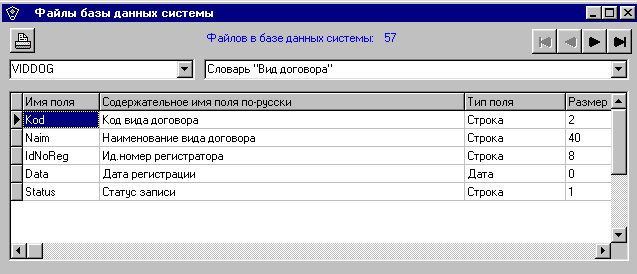 Файлы базы данных системы
Файлов в базе данных системы: 57
VIDDOG Словарь "Вид договора"
Имя поля Содержательное имя поля по-русски Тип поля Размер
Kod Код вида договора Строка 2
Naim Наименование вида договора Строка 40
IdNoReg Ид.номер регистратора Строка 8
Data Дата регистрации Дата 0
Status Статус записи Строка 1